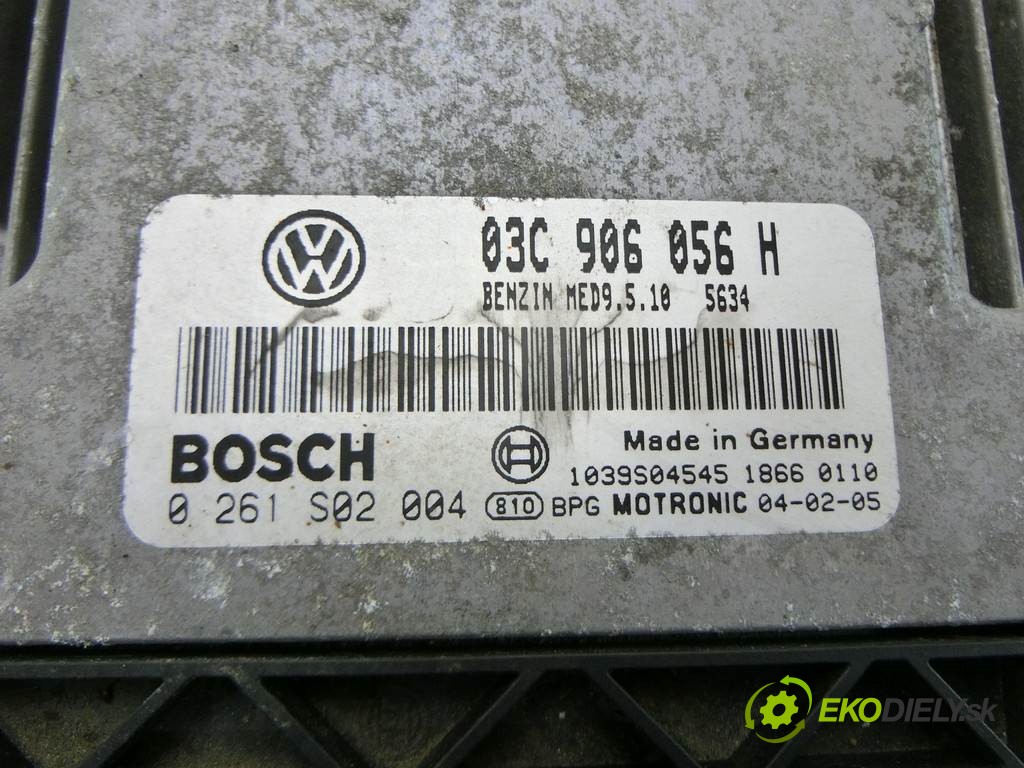 03C 906 056 H
BENZIN MED9.5.10 5634
BOSCH
Made in Germany
1039S04545 1866 0110
0 261 S02 004 810 BPG MOTRONIC 04-02-05
EKODIELY.sk